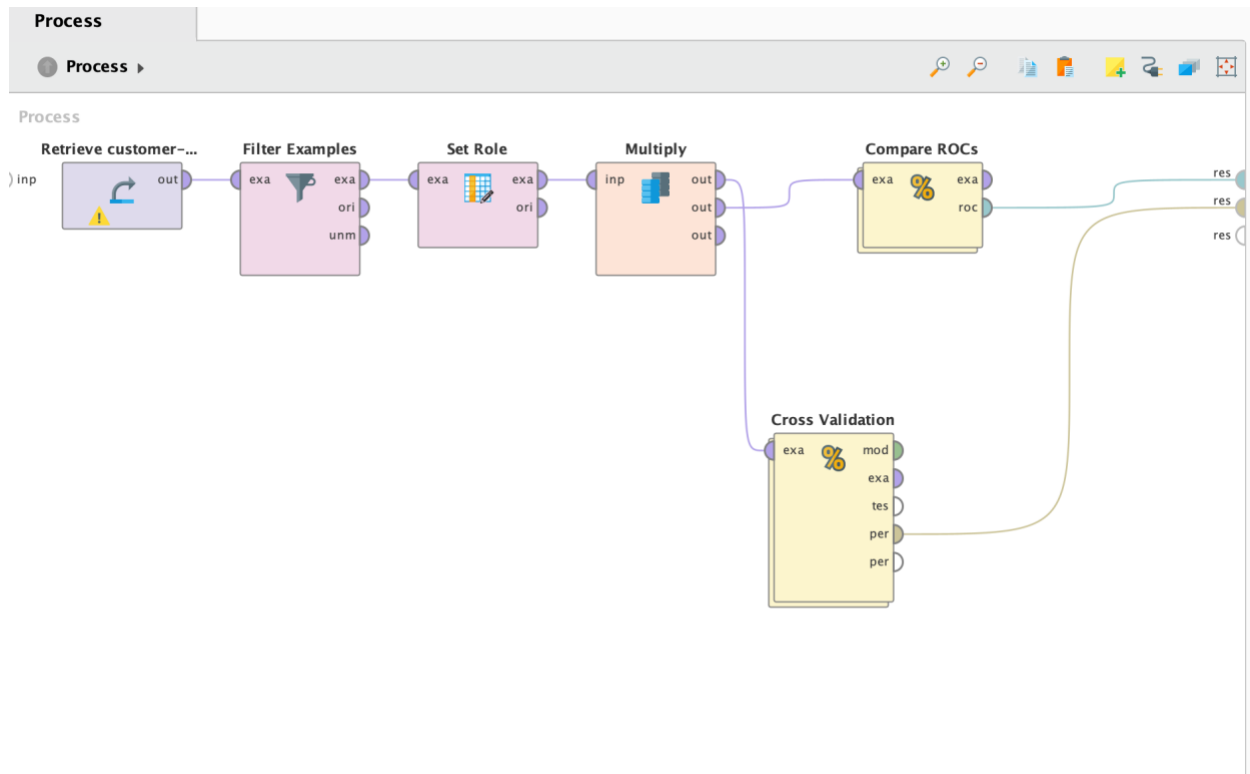 Process
Process
Process
Retrieve customer-...
Filter Examples
Set Role
Multiply
Compare ROCs
inp
out
exa
exa
ori
unm
exa
exa
ori
inp
out
out
out
exa
exa
roc
res
res
res
Cross Validation
exa
mod
exa
tes
per
per